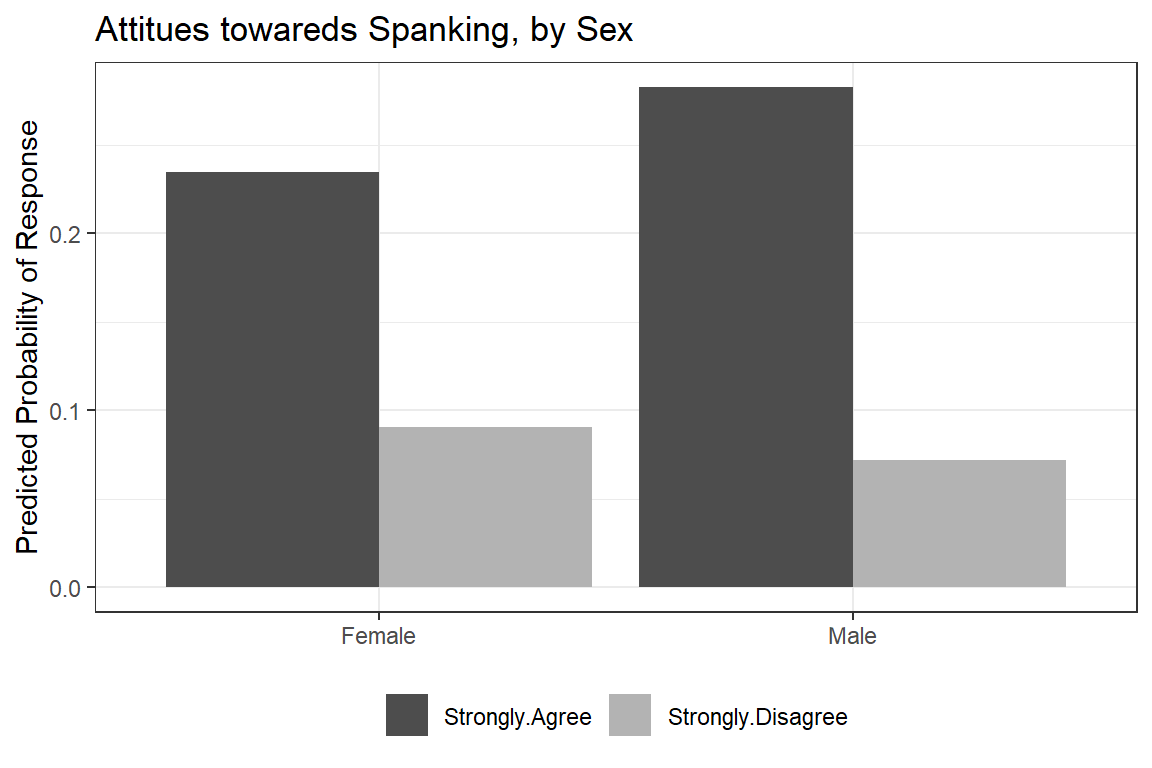 Attitues towareds Spanking, by Sex
Predicted Probability of Response
0.2
0.1
0.0
Female Male
Strongly.Agree Strongly.Disagree